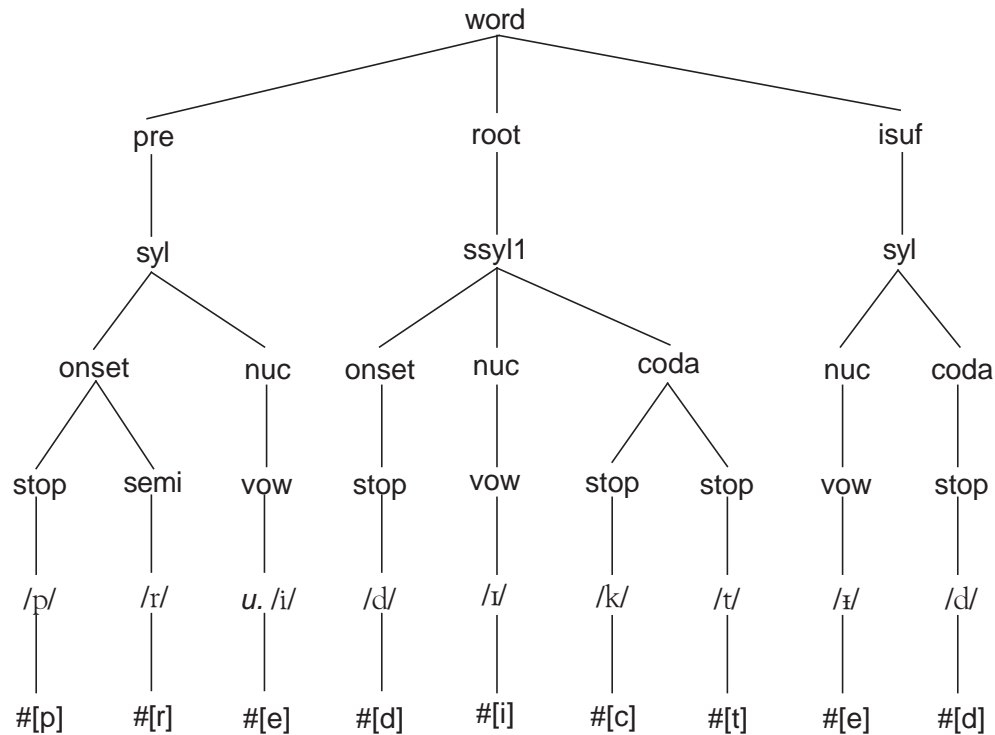 word
pre root isuf
syl ssyl1 syl
onset nuc onset nuc coda nuc coda
stop semi vow stop vow stop stop vow stop
/p/ /r/ u. /i/ /d/ /ɪ/ /k/ /t/ /ɨ/ /d/
#[p] #[r] #[e] #[d] #[i] #[c] #[t] #[e] #[d]